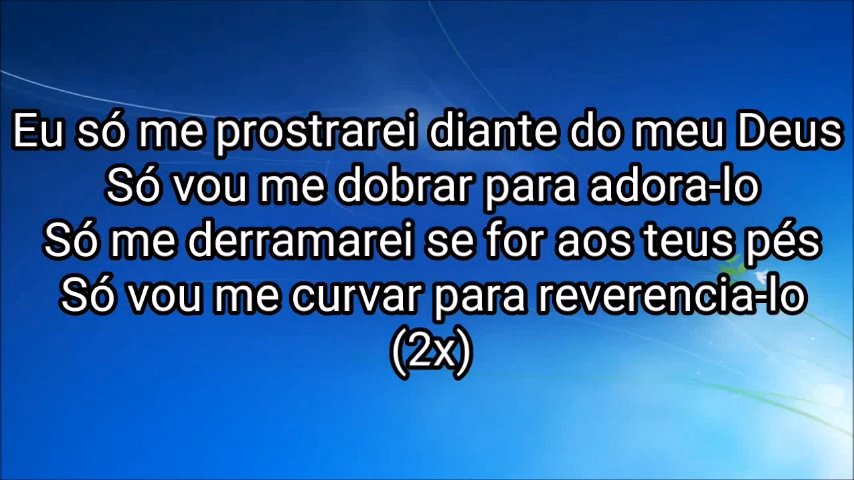 Eu só me prostrarei diante do meu Deus
Só vou me dobrar para adora-lo
Só me derramarei se for aos teus pés
Só vou me curvar para reverencia-lo
(2x)